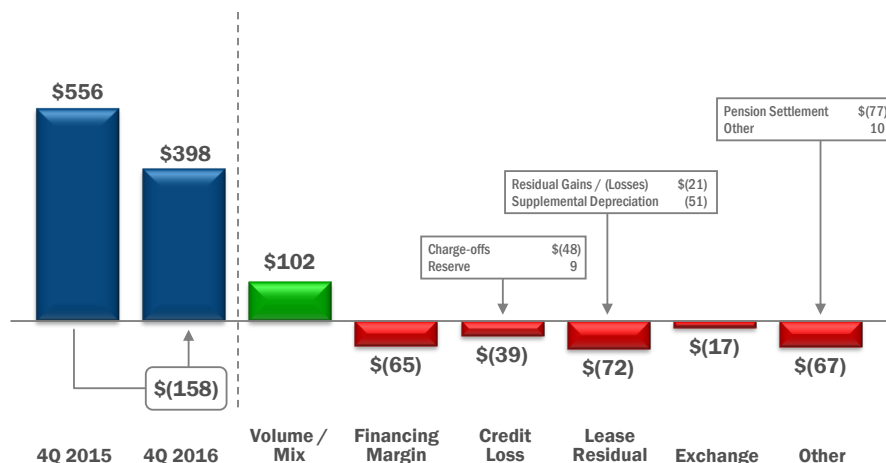 $556
$398
$102
$(65)
$(39)
$(72)
$(17)
$(67)
$(158)
Charge-offs $(48)
Reserve 9
Residual Gains / (Losses) $(21)
Supplemental Depreciation (51)
Pension Settlement $(77)
Other 10
4Q 2015
4Q 2016
Volume /
Mix
Financing
Margin
Credit
Loss
Lease
Residual
Exchange
Other